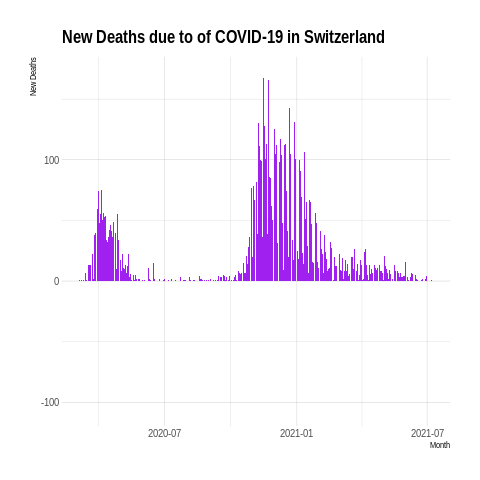 New Deaths due to of COVID-19 in Switzerland
New Deaths
100
0
-100
2020-07
2021-01
2021-07
Month